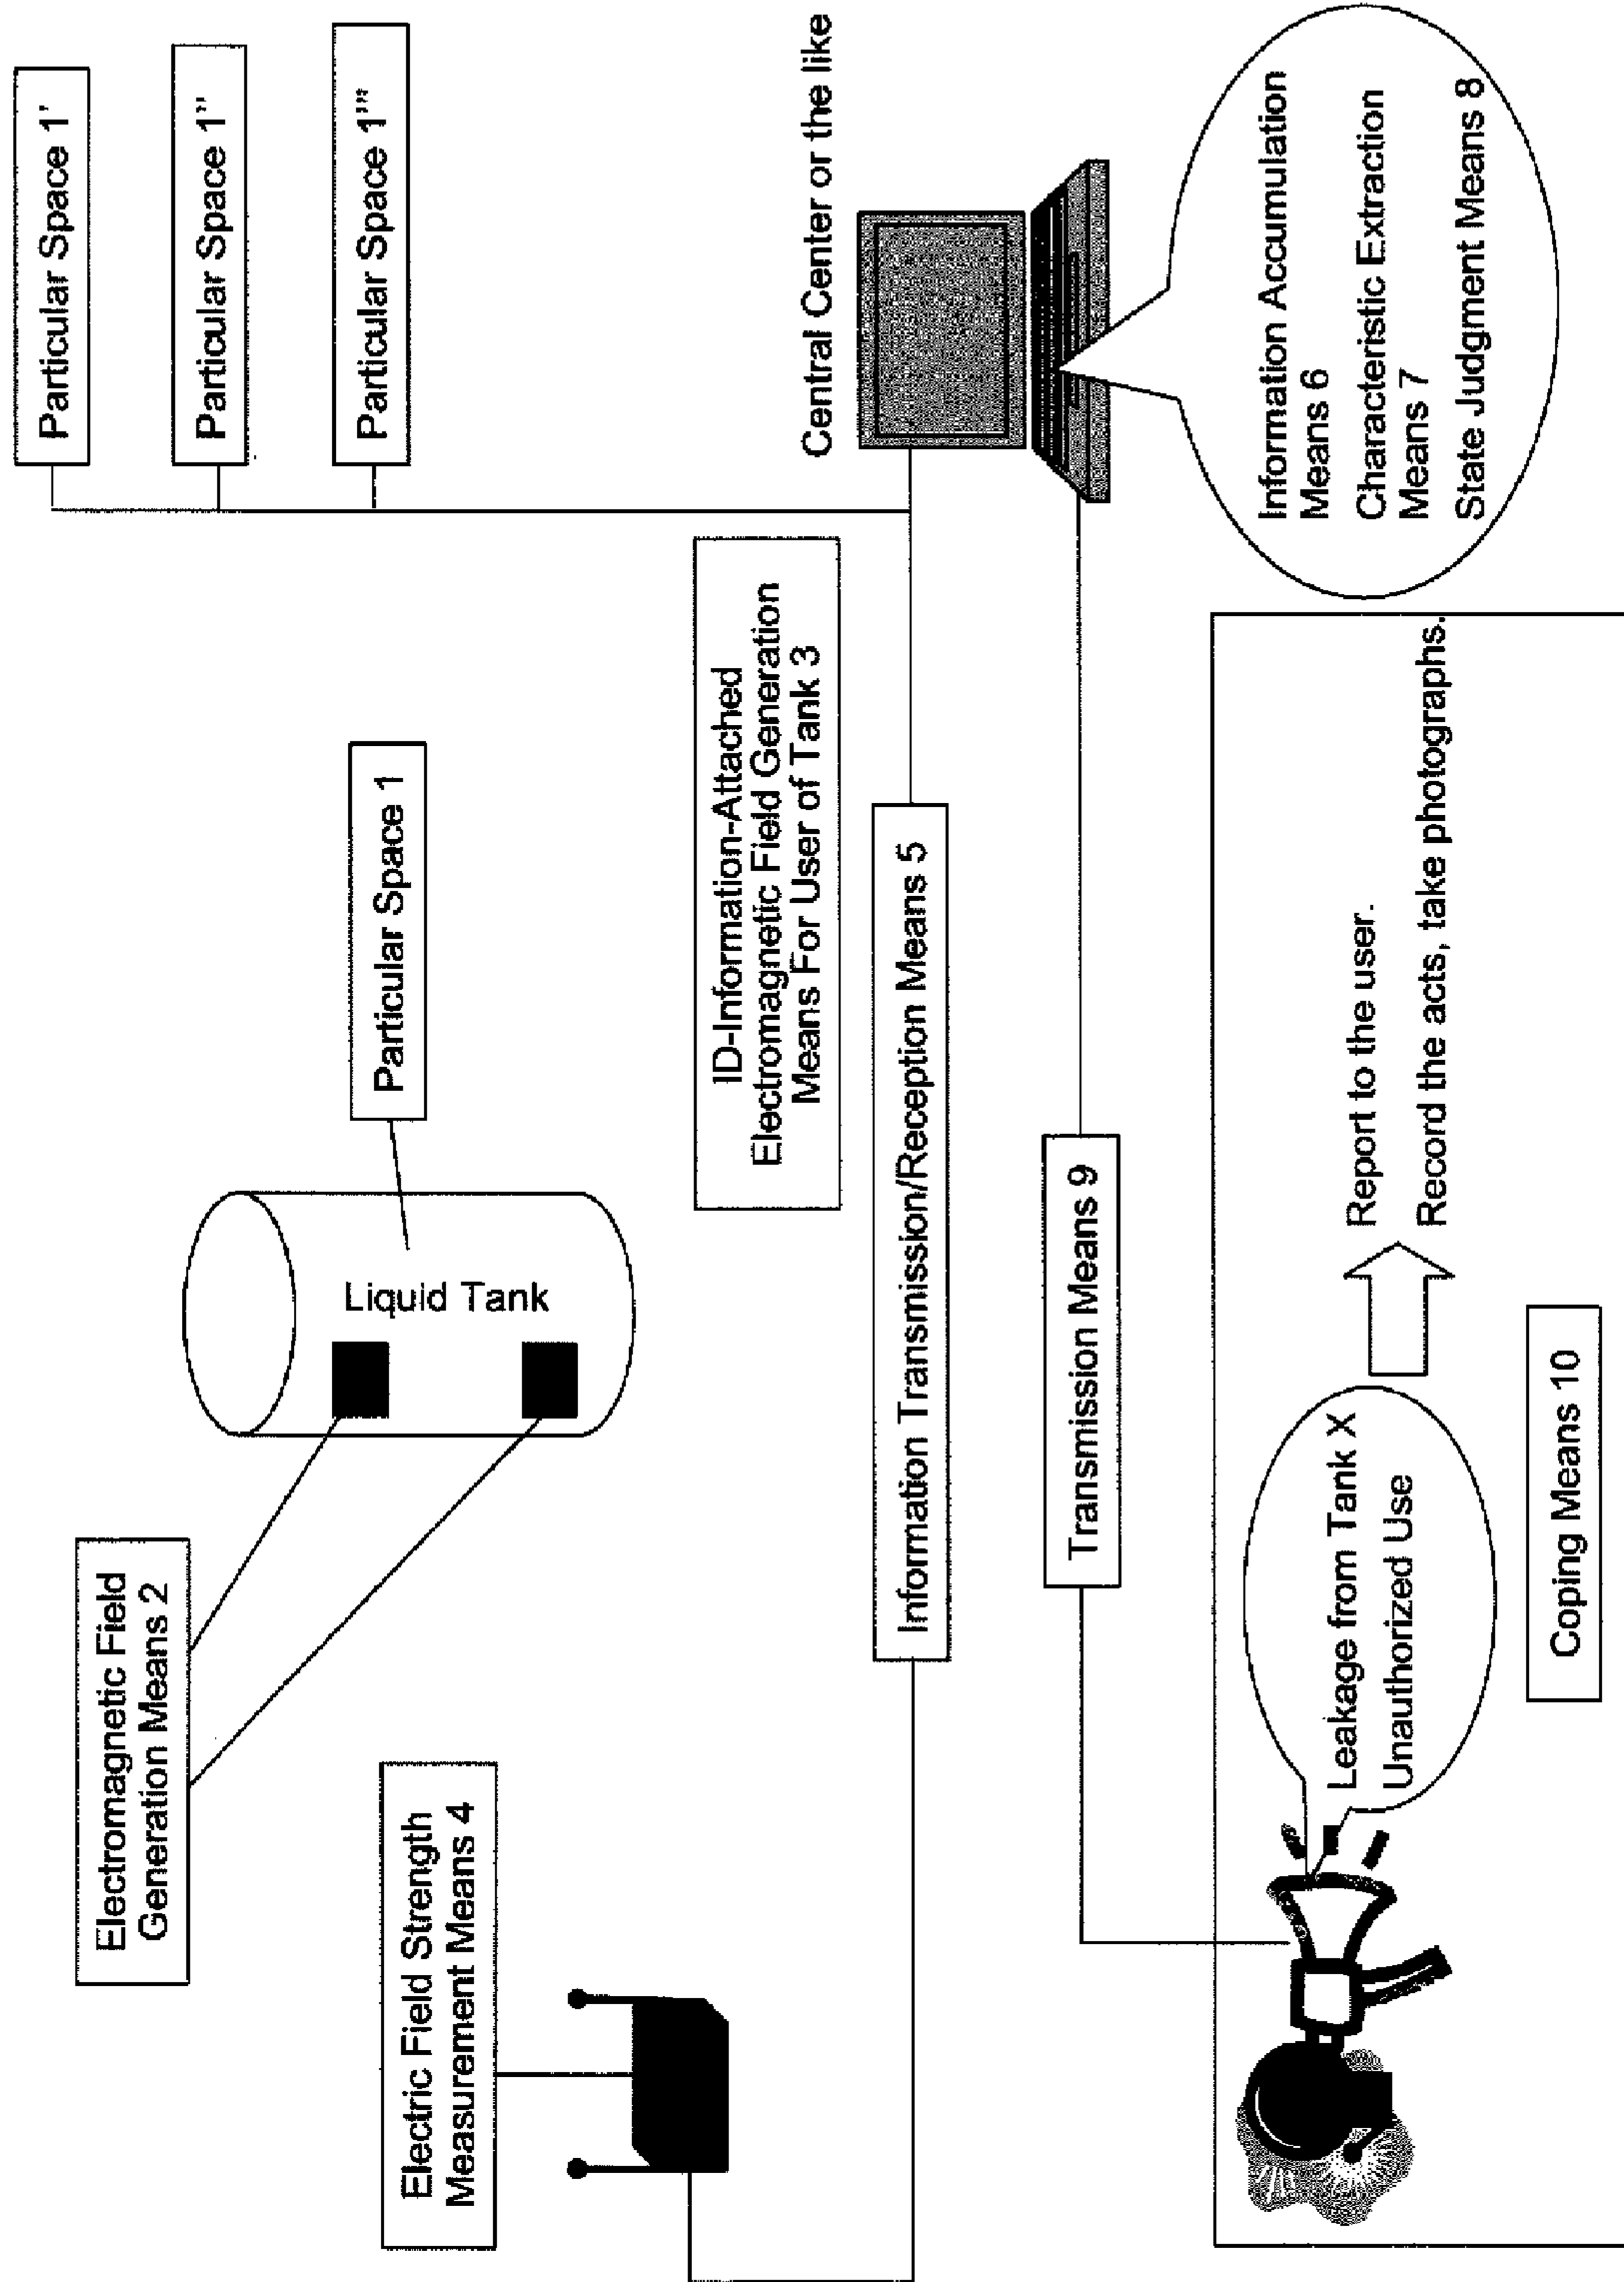 Electromagnetic Field
Generation Means 2
Liquid Tank
Particular Space 1
Particular Space 1'
Particular Space 1''
Particular Space 1'''
Electric Field Strength
Measurement Means 4
ID-Information-Attached
Electromagnetic Field Generation
Means For User of Tank 3
Central Center or the like
Information Transmission/Reception Means 5
Transmission Means 9
Information Accumulation
Means 6
Characteristic Extraction
Means 7
State Judgment Means 8
Leakage from Tank X
Unauthorized Use
Report to the user.
Record the acts, take photographs.
Coping Means 10